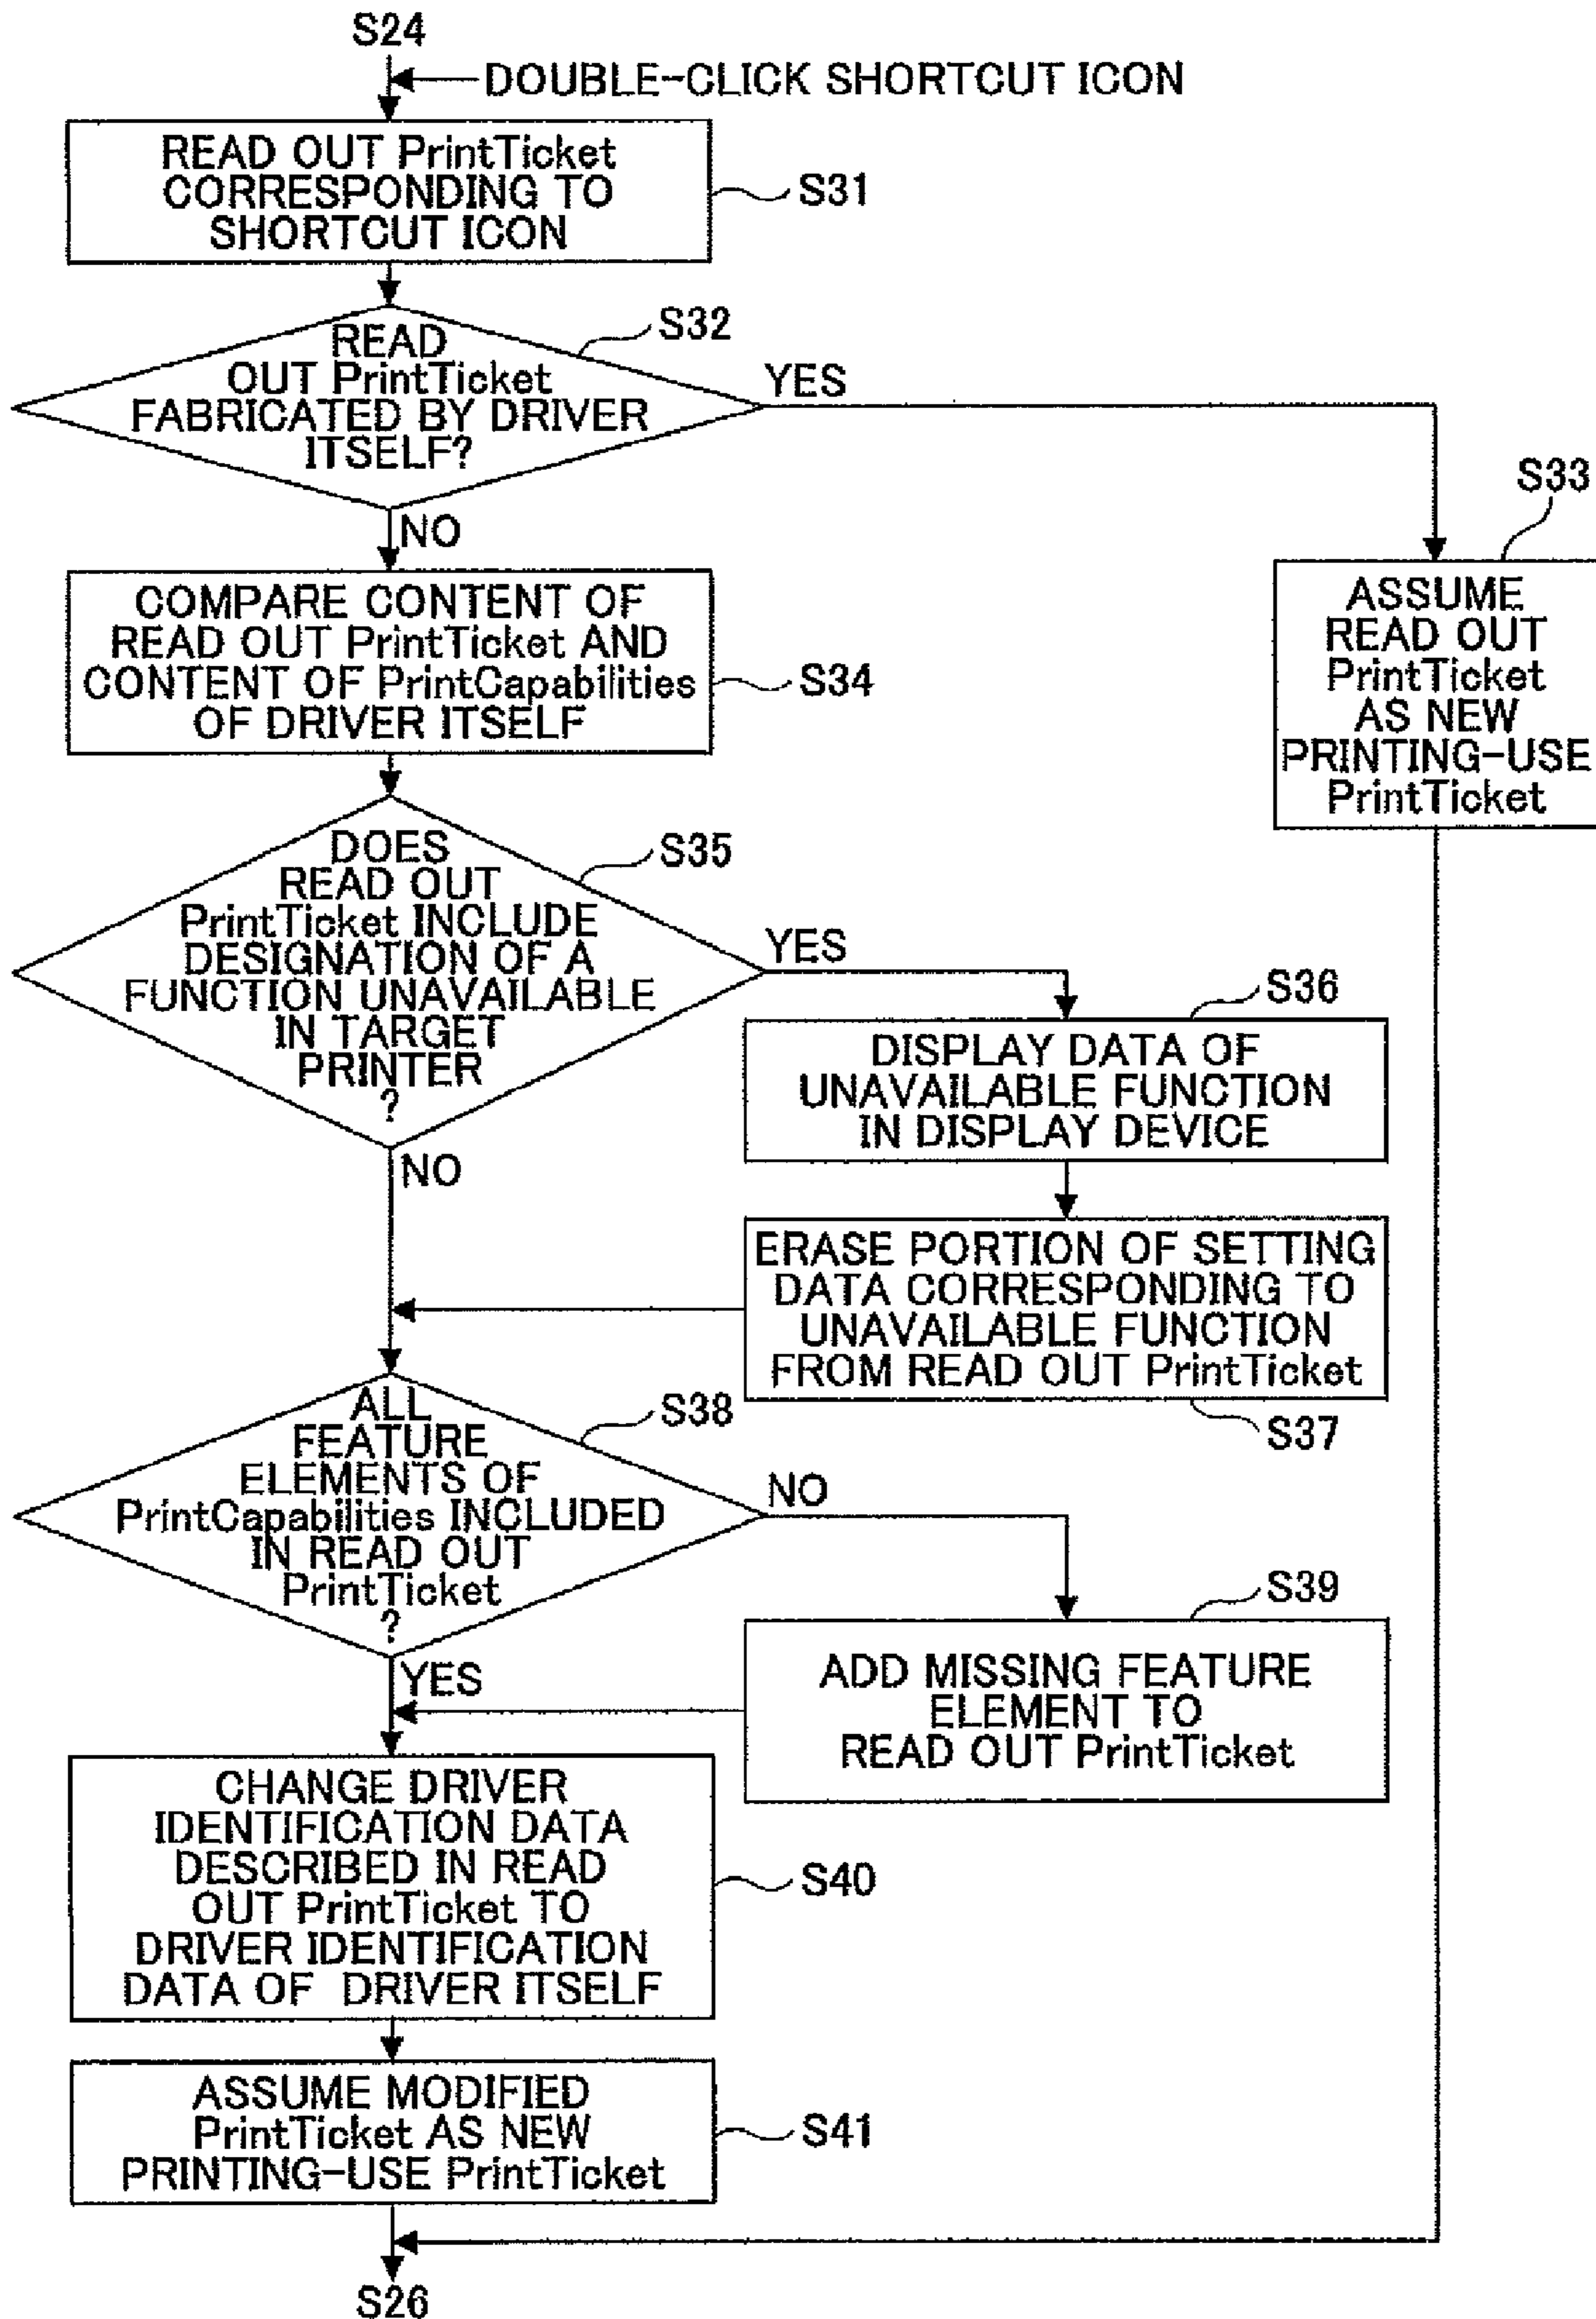 S24
DOUBLE-CLICK SHORTCUT ICON
READ OUT PrintTicket
CORRESPONDING TO
SHORTCUT ICON
S31
READ
OUT PrintTicket
FABRICATED BY DRIVER
ITSELF?
S32
YES
NO
S33
ASSUME
READ OUT
PrintTicket
AS NEW
PRINTING-USE
PrintTicket
COMPARE CONTENT OF
READ OUT PrintTicket AND
CONTENT OF PrintCapabilities
OF DRIVER ITSELF
S34
DOES
READ OUT
PrintTicket INCLUDE
DESIGNATION OF A
FUNCTION UNAVAILABLE
IN TARGET
PRINTER
?
S35
YES
NO
S36
DISPLAY DATA OF
UNAVAILABLE FUNCTION
IN DISPLAY DEVICE
ERASE PORTION OF SETTING
DATA CORRESPONDING TO
UNAVAILABLE FUNCTION
FROM READ OUT PrintTicket
S37
ALL
FEATURE
ELEMENTS OF
PrintCapabilities INCLUDED
IN READ OUT
PrintTicket
?
S38
NO
YES
S39
ADD MISSING FEATURE
ELEMENT TO
READ OUT PrintTicket
CHANGE DRIVER
IDENTIFICATION DATA
DESCRIBED IN READ
OUT PrintTicket TO
DRIVER IDENTIFICATION
DATA OF DRIVER ITSELF
S40
ASSUME MODIFIED
PrintTicket AS NEW
PRINTING-USE PrintTicket
S41
S26